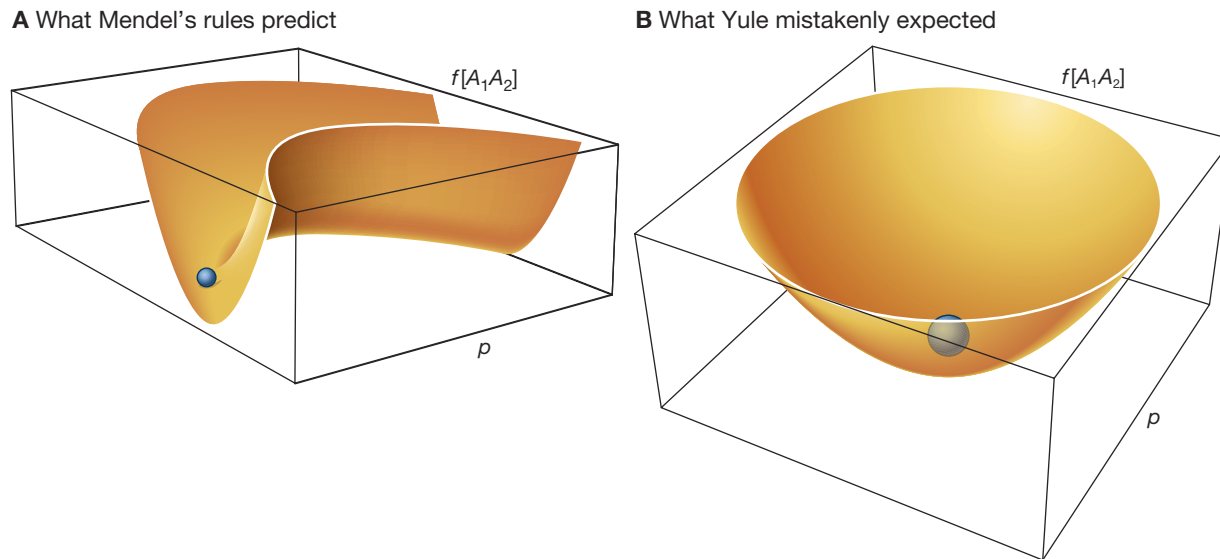 A What Mendel's rules predict
f[A₁A₂]
p
B What Yule mistakenly expected
f[A₁A₂]
p